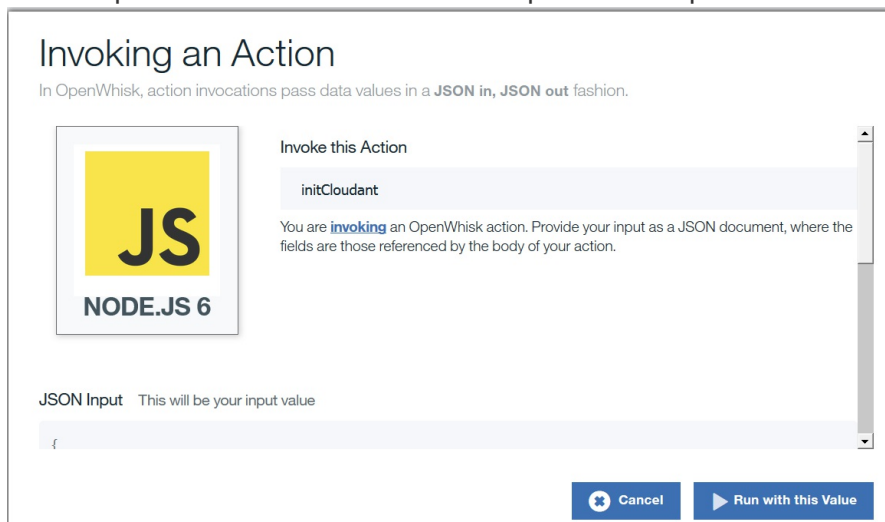 Invoking an Action
In OpenWhisk, action invocations pass data values in a JSON in, JSON out fashion.
JS
NODE.JS 6
Invoke this Action
initCloudant
You are invoking an OpenWhisk action. Provide your input as a JSON document, where the
fields are those referenced by the body of your action.
JSON Input This will be your input value
{
Cancel
Run with this Value